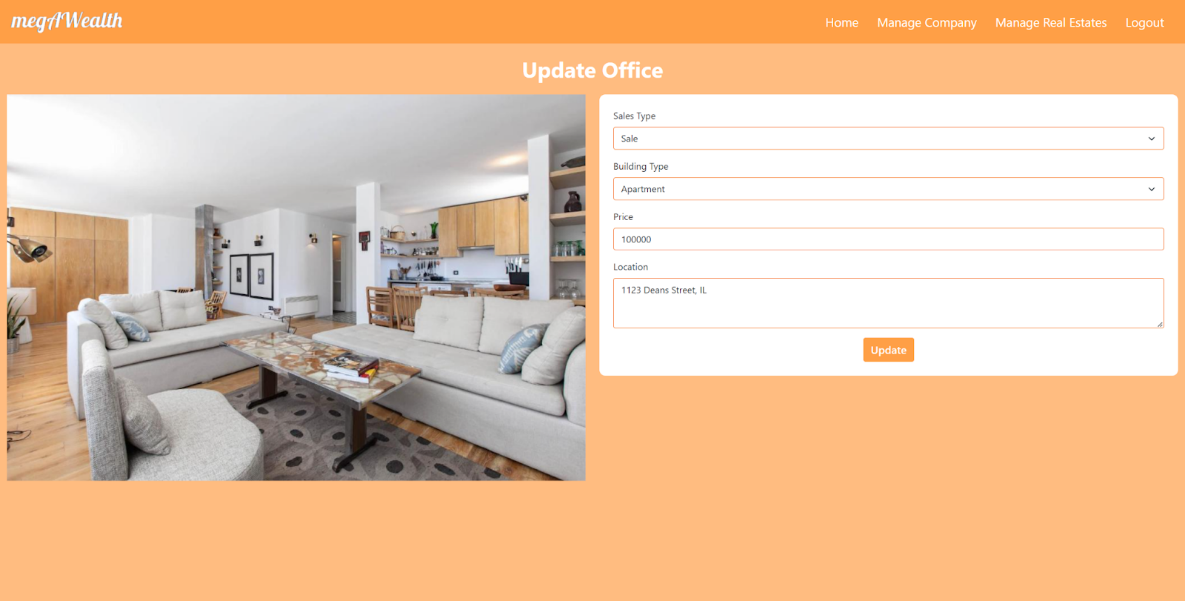 megAWealth
Home Manage Company Manage Real Estates Logout
Update Office
Sales Type
Sale
Building Type
Apartment
Price
100000
Location
1123 Deans Street, IL
Update